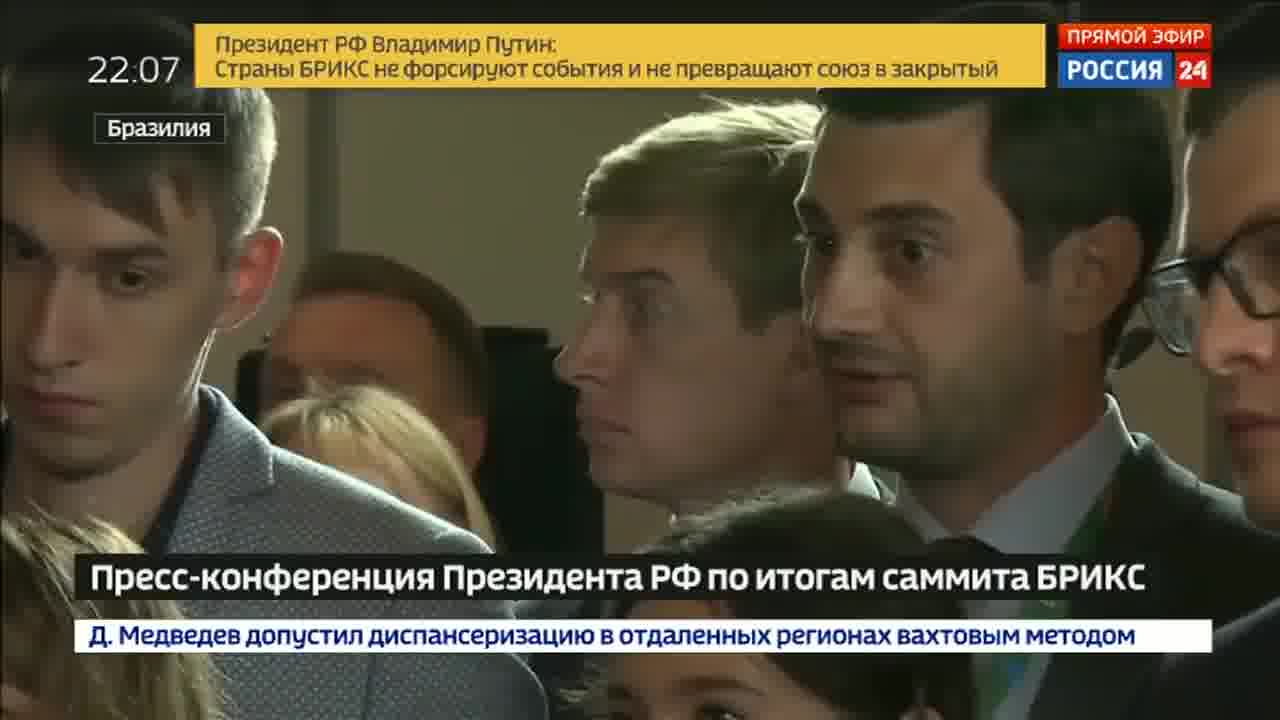 Президент РФ Владимир Путин:
Страны БРИКС не форсируют события и не превращают союз в закрытый
ПРЯМОЙ ЭФИР
РОССИЯ 24
22.07
Бразилия
Пресс-конференция Президента РФ по итогам саммита БРИКС
Д. Медведев допустил диспансеризацию в отдаленных регионах вахтовым методом